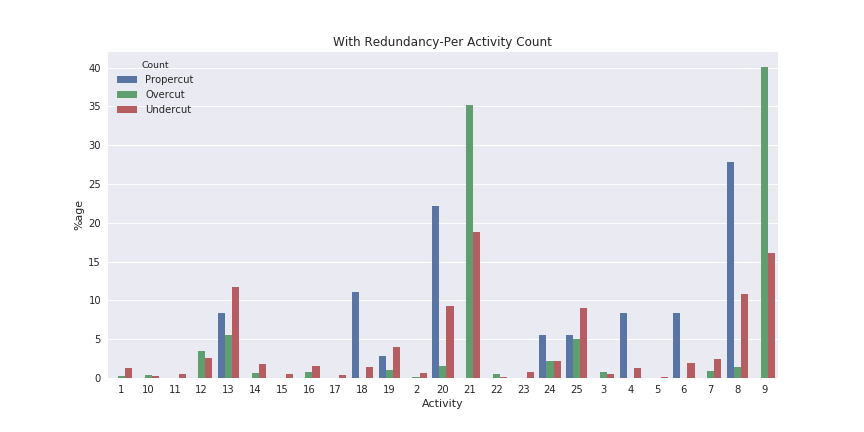 With Redundancy-Per Activity Count
Count
Propercut
Overcut
Undercut
%age
40
35
30
25
20
15
10
5
0
1 10 11 12 13 14 15 16 17 18 19 2 20 21 22 23 24 25 3 4 5 6 7 8 9
Activity